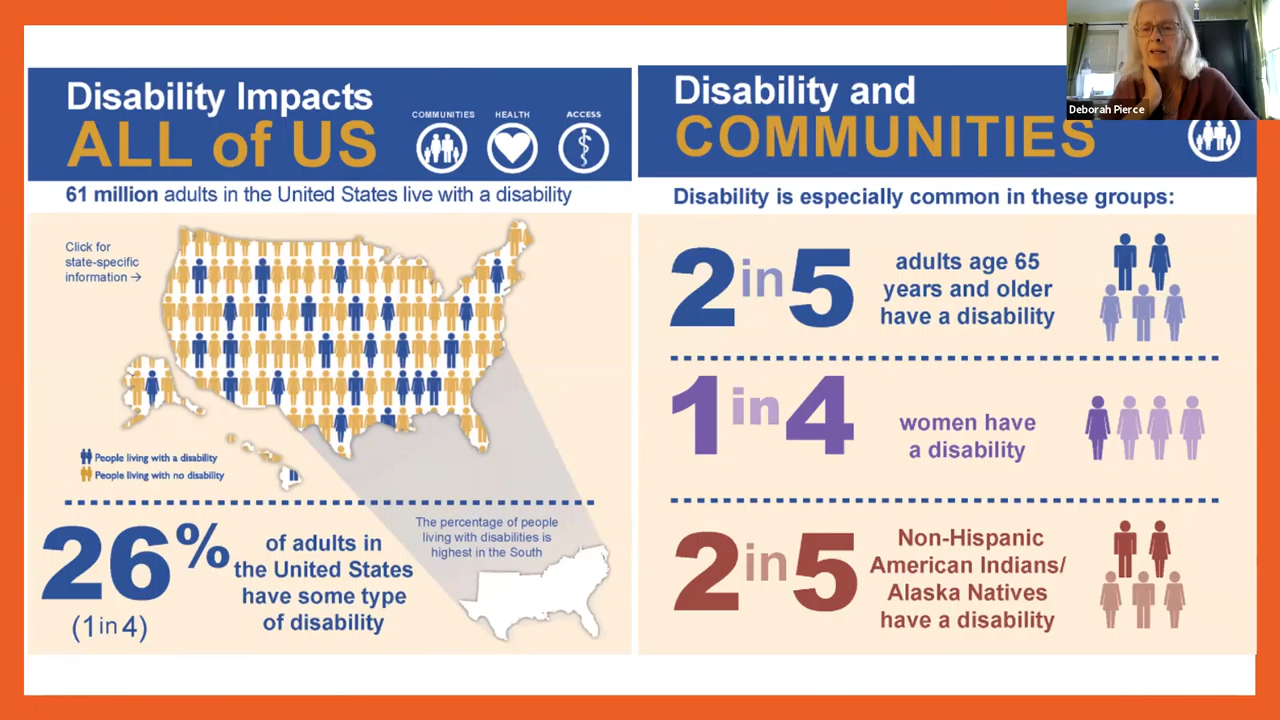 Disability Impacts
ALL of US
COMMUNITIES
HEALTH
ACCESS
61 million adults in the United States live with a disability
Click for
state-specific
information →
People living with a disability
People living with no disability
26%
(1 in 4)
of adults in
the United States
have some type
of disability
The percentage of people
living with disabilities is
highest in the South
Disability and
COMMUNITIES
Disability is especially common in these groups:
2 in 5
adults age 65
years and older
have a disability
1 in 4
women have
a disability
2 in 5
Non-Hispanic
American Indians/
Alaska Natives
have a disability
Deborah Pierce